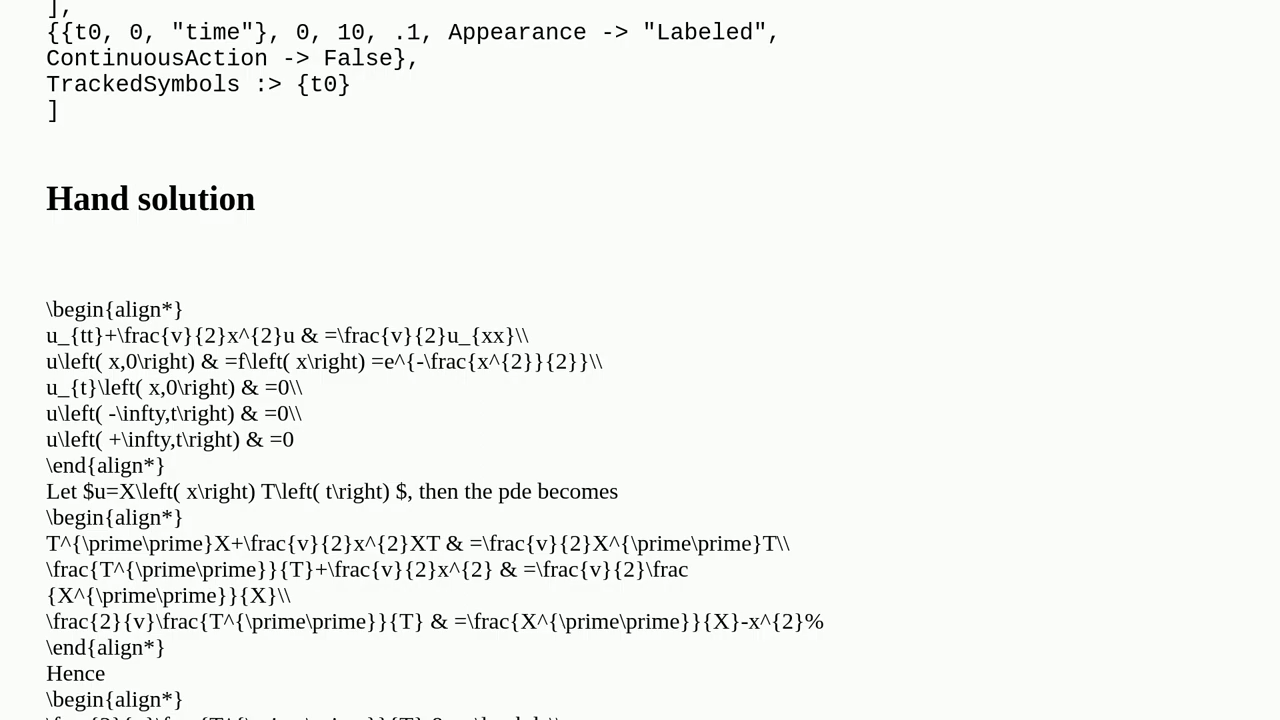 ],
{{t0, 0, "time"}, 0, 10, .1, Appearance -> "Labeled",
ContinuousAction -> False},
TrackedSymbols :> {t0}
]
Hand solution
\begin{align*}
u_{tt}+\frac{v}{2}x^{2}u & =\frac{v}{2}u_{xx}\\
u\left( x,0\right) & =f\left( x\right) =e^{-\frac{x^{2}}{2}}\\
u_{t}\left( x,0\right) & =0\\
u\left( -\infty,t\right) & =0\\
u\left( +\infty,t\right) & =0
\end{align*}
Let $u=X\left( x\right) T\left( t\right) $, then the pde becomes
\begin{align*}
T^{\prime\prime}X+\frac{v}{2}x^{2}XT & =\frac{v}{2}X^{\prime\prime}T\\
\frac{T^{\prime\prime}}{T}+\frac{v}{2}x^{2} & =\frac{v}{2}\frac
{X^{\prime\prime}}{X}\\
\frac{2}{v}\frac{T^{\prime\prime}}{T} & =\frac{X^{\prime\prime}}{X}-x^{2}%
\end{align*}
Hence
\begin{align*}